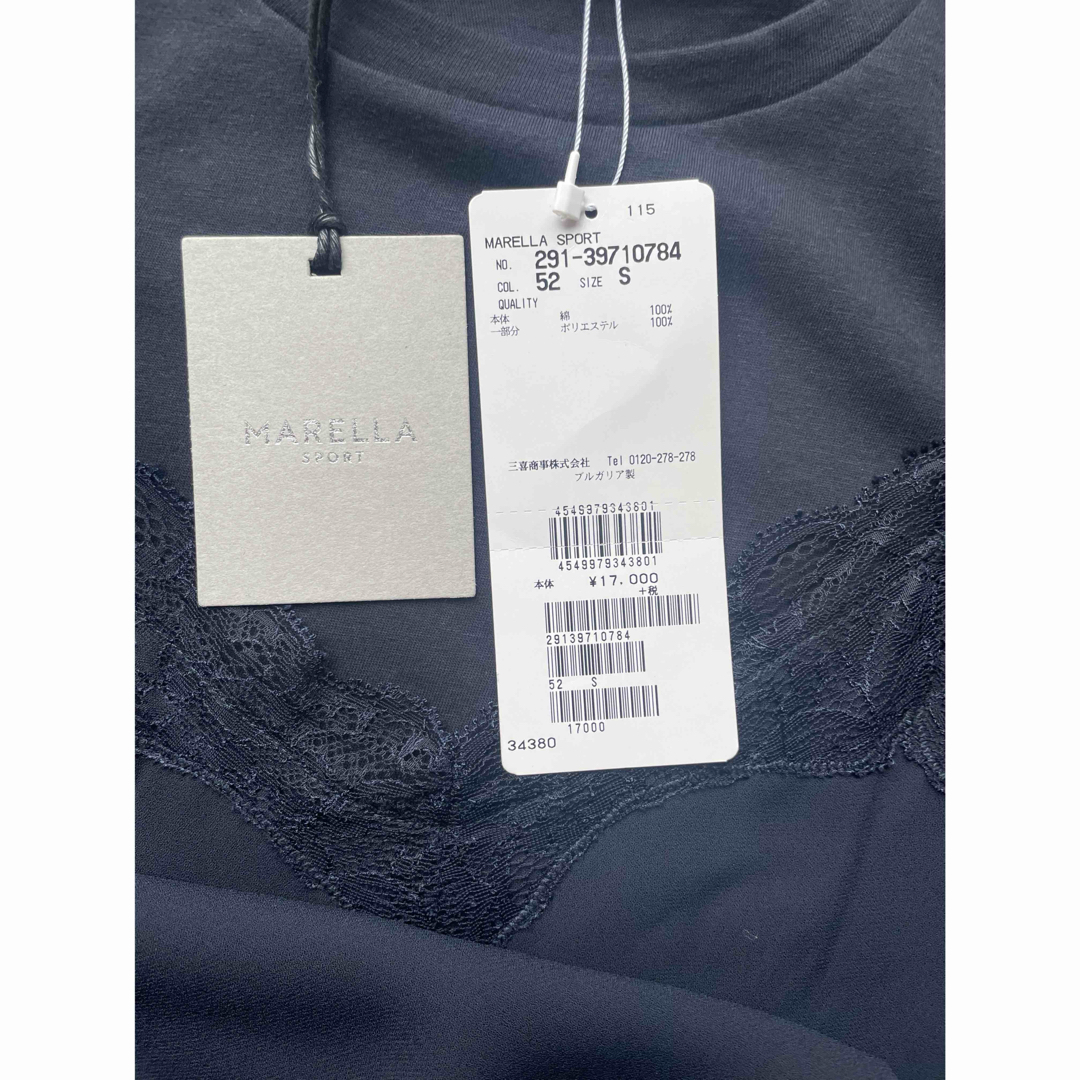 MARELLA
SPORT
115
MARELLA SPORT
NO. 291-39710784
COL. 52 SIZE S
QUALITY
本体 綿 100%
一部分 ポリエステル 100%
三喜商事株式会社 Tel 0120-278-278
ブルガリア製
4549979343801
4549979343801
本体 ¥17.000
+税
29139710784
52 S
17000
34380